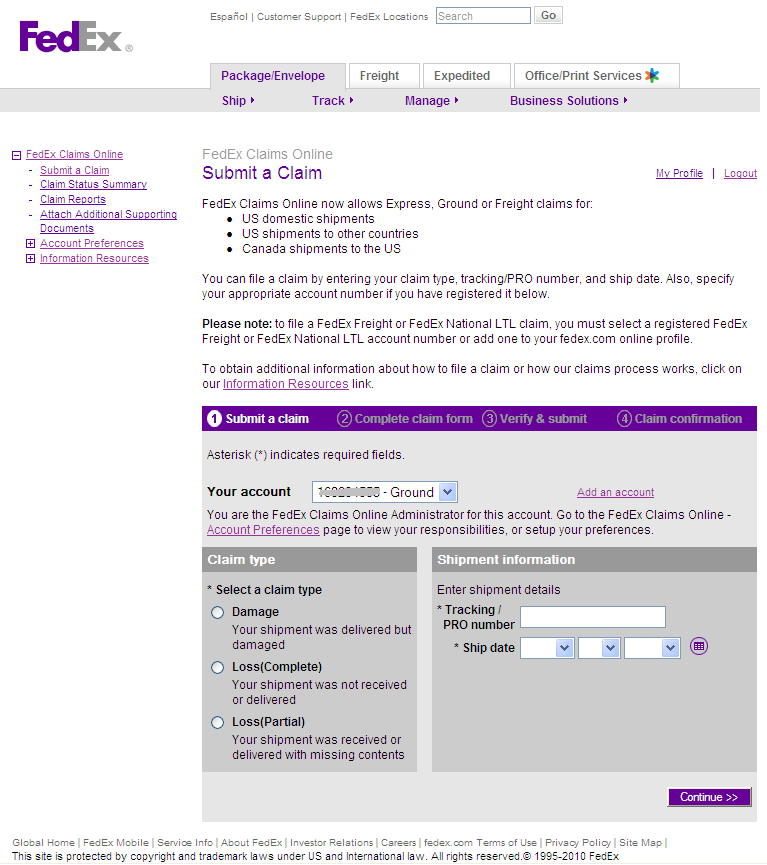 Español | Customer Support | FedEx Locations Search Go
FedEx ®
Package/Envelope Freight Expedited Office/Print Services
Ship Track Manage Business Solutions
FedEx Claims Online
- Submit a Claim
- Claim Status Summary
- Claim Reports
- Attach Additional Supporting
Documents
Account Preferences
Information Resources
FedEx Claims Online
Submit a Claim
My Profile | Logout
FedEx Claims Online now allows Express, Ground or Freight claims for:
• US domestic shipments
• US shipments to other countries
• Canada shipments to the US
You can file a claim by entering your claim type, tracking/PRO number, and ship date. Also, specify
your appropriate account number if you have registered it below.
Please note: to file a FedEx Freight or FedEx National LTL claim, you must select a registered FedEx
Freight or FedEx National LTL account number or add one to your fedex.com online profile.
To obtain additional information about how to file a claim or how our claims process works, click on
our Information Resources link.
1 Submit a claim 2 Complete claim form 3 Verify & submit 4 Claim confirmation
Asterisk (*) indicates required fields.
Your account - Ground Add an account
You are the FedEx Claims Online Administrator for this account. Go to the FedEx Claims Online -
Account Preferences page to view your responsibilities, or setup your preferences.
Claim type
* Select a claim type
Damage
Your shipment was delivered but
damaged
Loss(Complete)
Your shipment was not received
or delivered
Loss(Partial)
Your shipment was received or
delivered with missing contents
Shipment information
Enter shipment details
* Tracking /
PRO number
* Ship date
Continue >>
Global Home | FedEx Mobile | Service Info | About FedEx | Investor Relations | Careers | fedex.com Terms of Use | Privacy Policy | Site Map |
This site is protected by copyright and trademark laws under US and International law. All rights reserved.© 1995-2010 FedEx